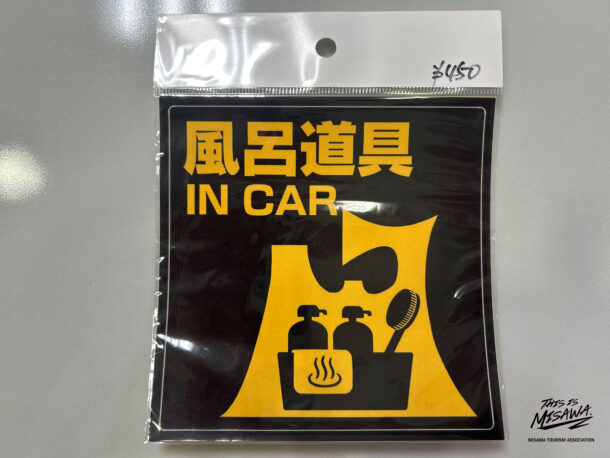 ¥450
風呂道具
IN CAR
THIS IS
MISAWA.
MISAWA TOURISM ASSOCIATION